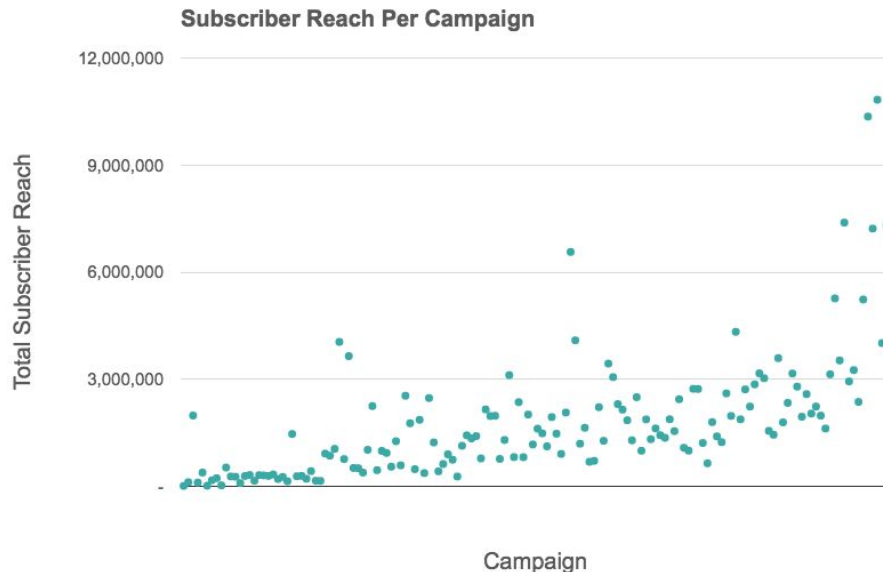 Subscriber Reach Per Campaign
12,000,000
9,000,000
6,000,000
3,000,000
-
Total Subscriber Reach
Campaign